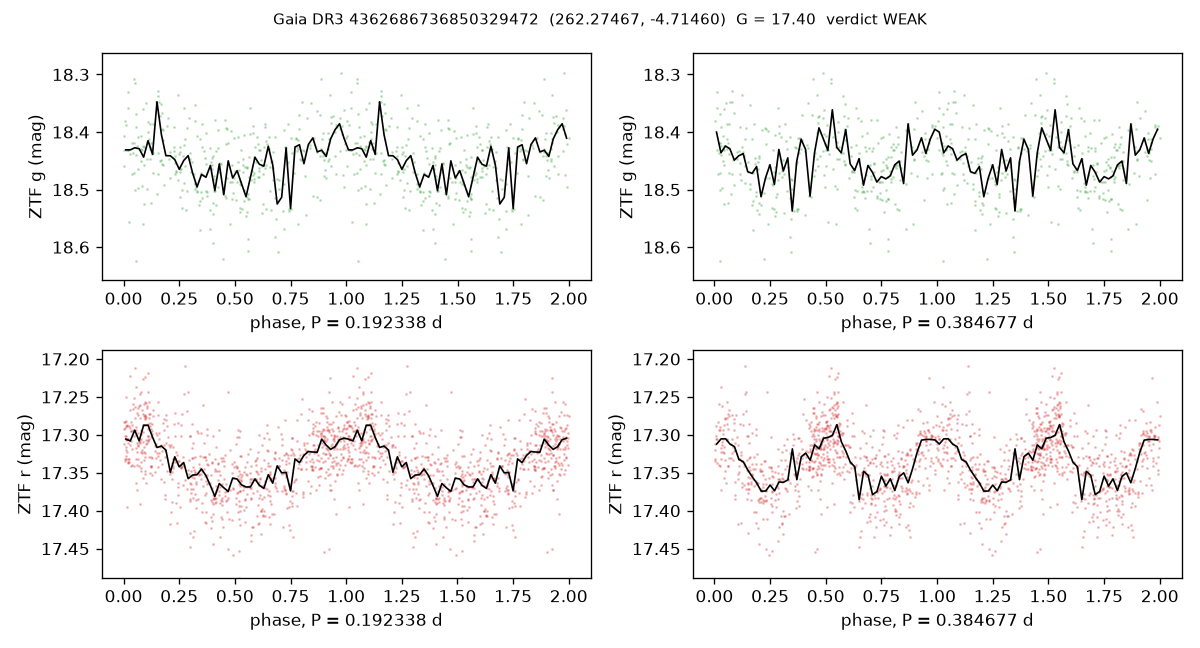 Gaia DR3 4362686736850329472  (262.27467, -4.71460)  G = 17.40  verdict WEAK
ZTF g (mag)
18.3
18.4
18.5
18.6
0.00 0.25 0.50 0.75 1.00 1.25 1.50 1.75 2.00
phase, P = 0.192338 d
ZTF g (mag)
18.3
18.4
18.5
18.6
0.00 0.25 0.50 0.75 1.00 1.25 1.50 1.75 2.00
phase, P = 0.384677 d
ZTF r (mag)
17.20
17.25
17.30
17.35
17.40
17.45
0.00 0.25 0.50 0.75 1.00 1.25 1.50 1.75 2.00
phase, P = 0.192338 d
ZTF r (mag)
17.20
17.25
17.30
17.35
17.40
17.45
0.00 0.25 0.50 0.75 1.00 1.25 1.50 1.75 2.00
phase, P = 0.384677 d